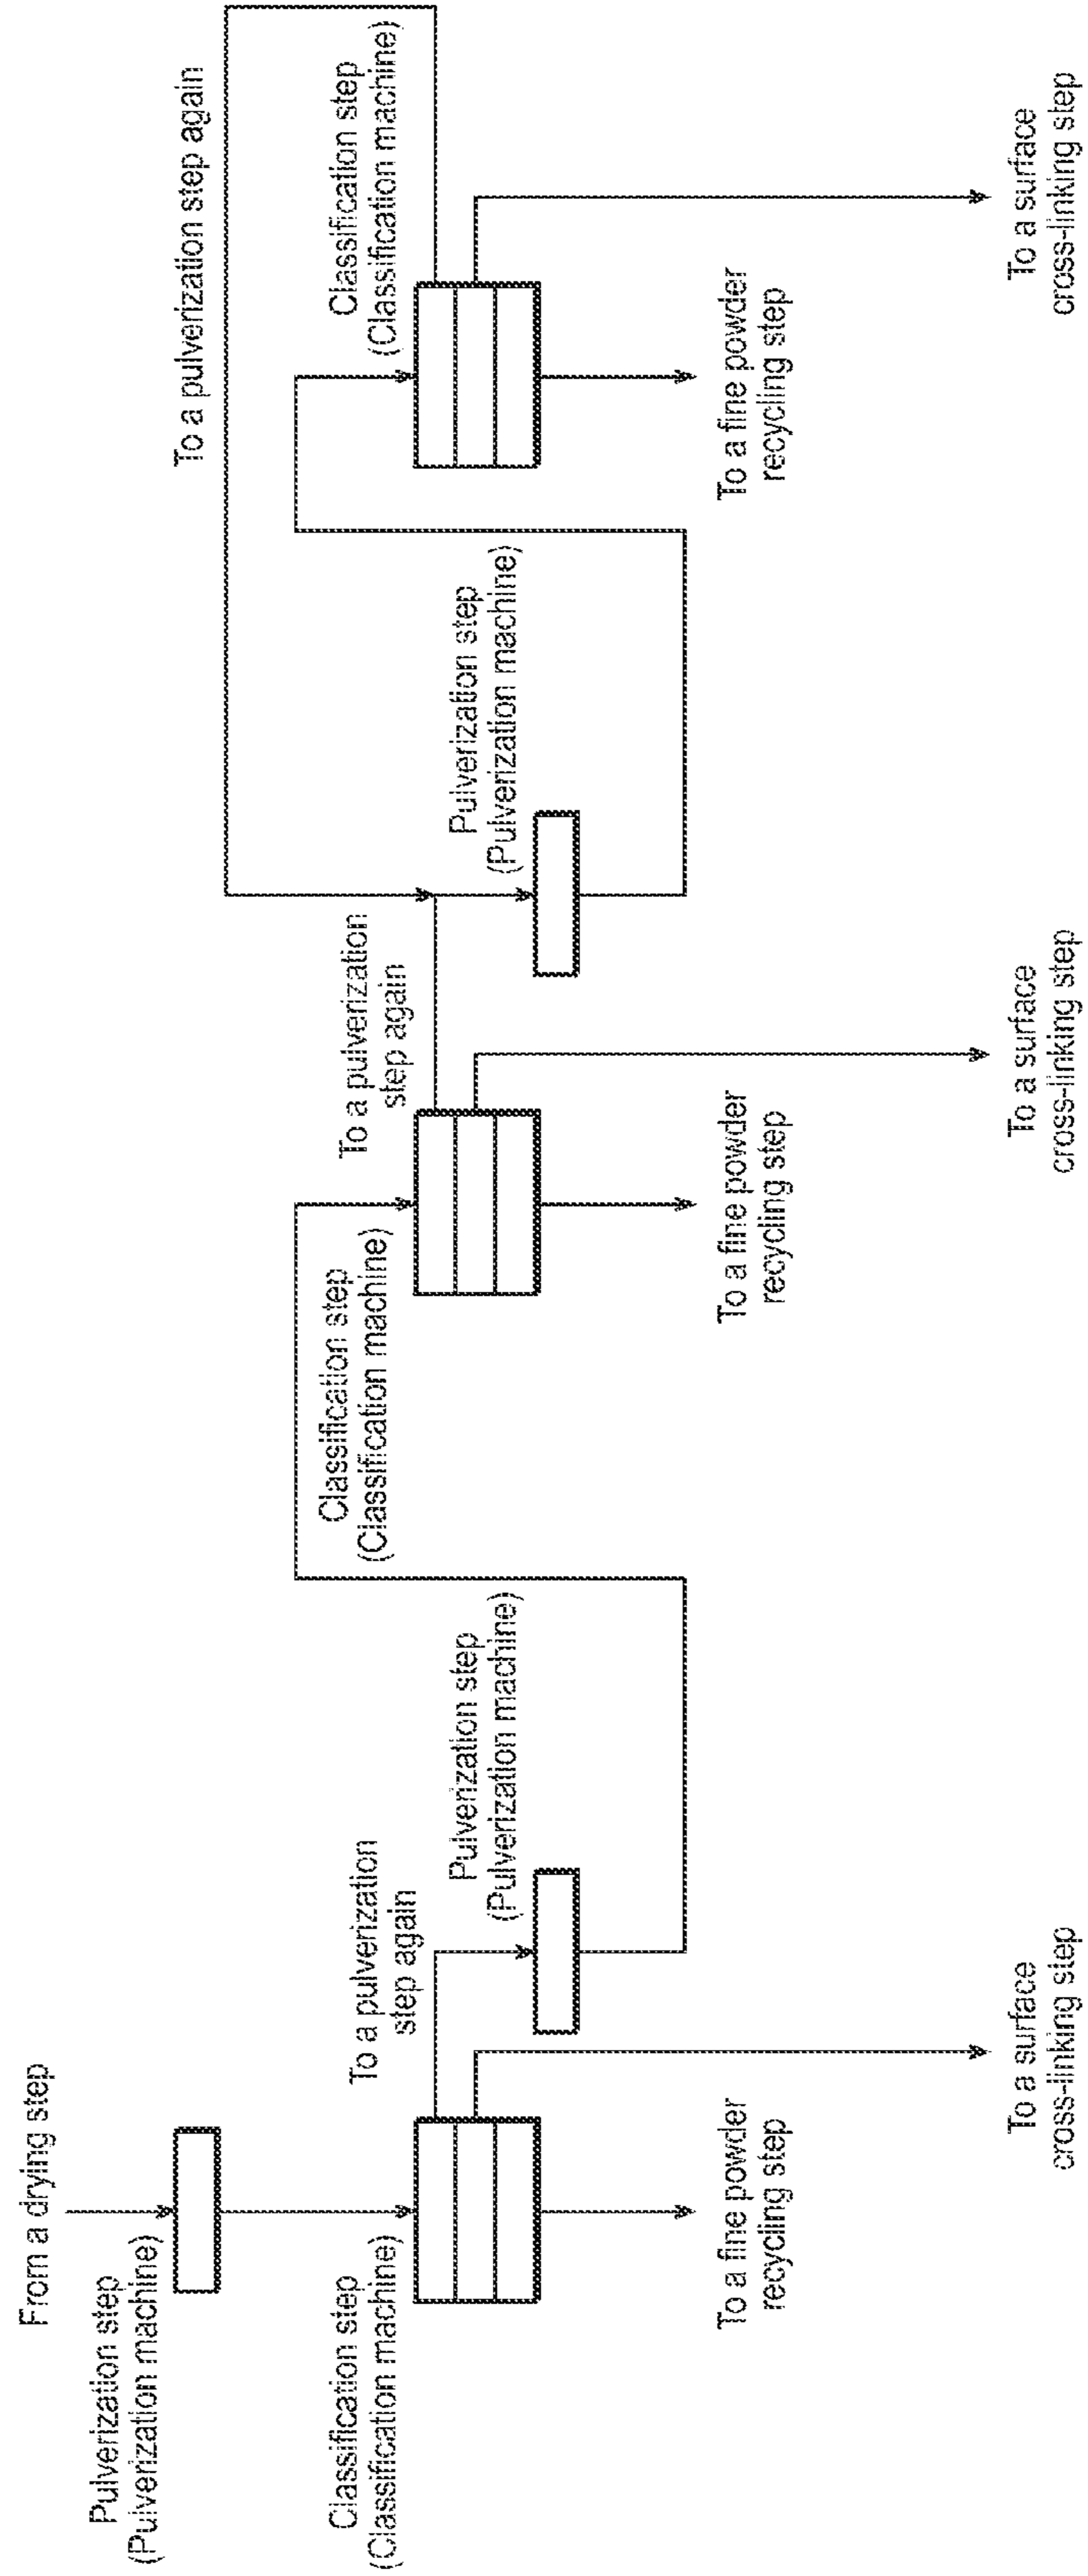 From a drying step
Pulverization step
(Pulverization machine)
Classification step
(Classification machine)
To a pulverization
step again
Pulverization step
(Pulverization machine)
To a fine powder
recycling step
To a surface
cross-linking step
Classification step
(Classification machine)
To a pulverization
step again
Pulverization step
(Pulverization machine)
To a fine powder
recycling step
To a surface
cross-linking step
To a pulverization step again
Classification step
(Classification machine)
To a fine powder
recycling step
To a surface
cross-linking step